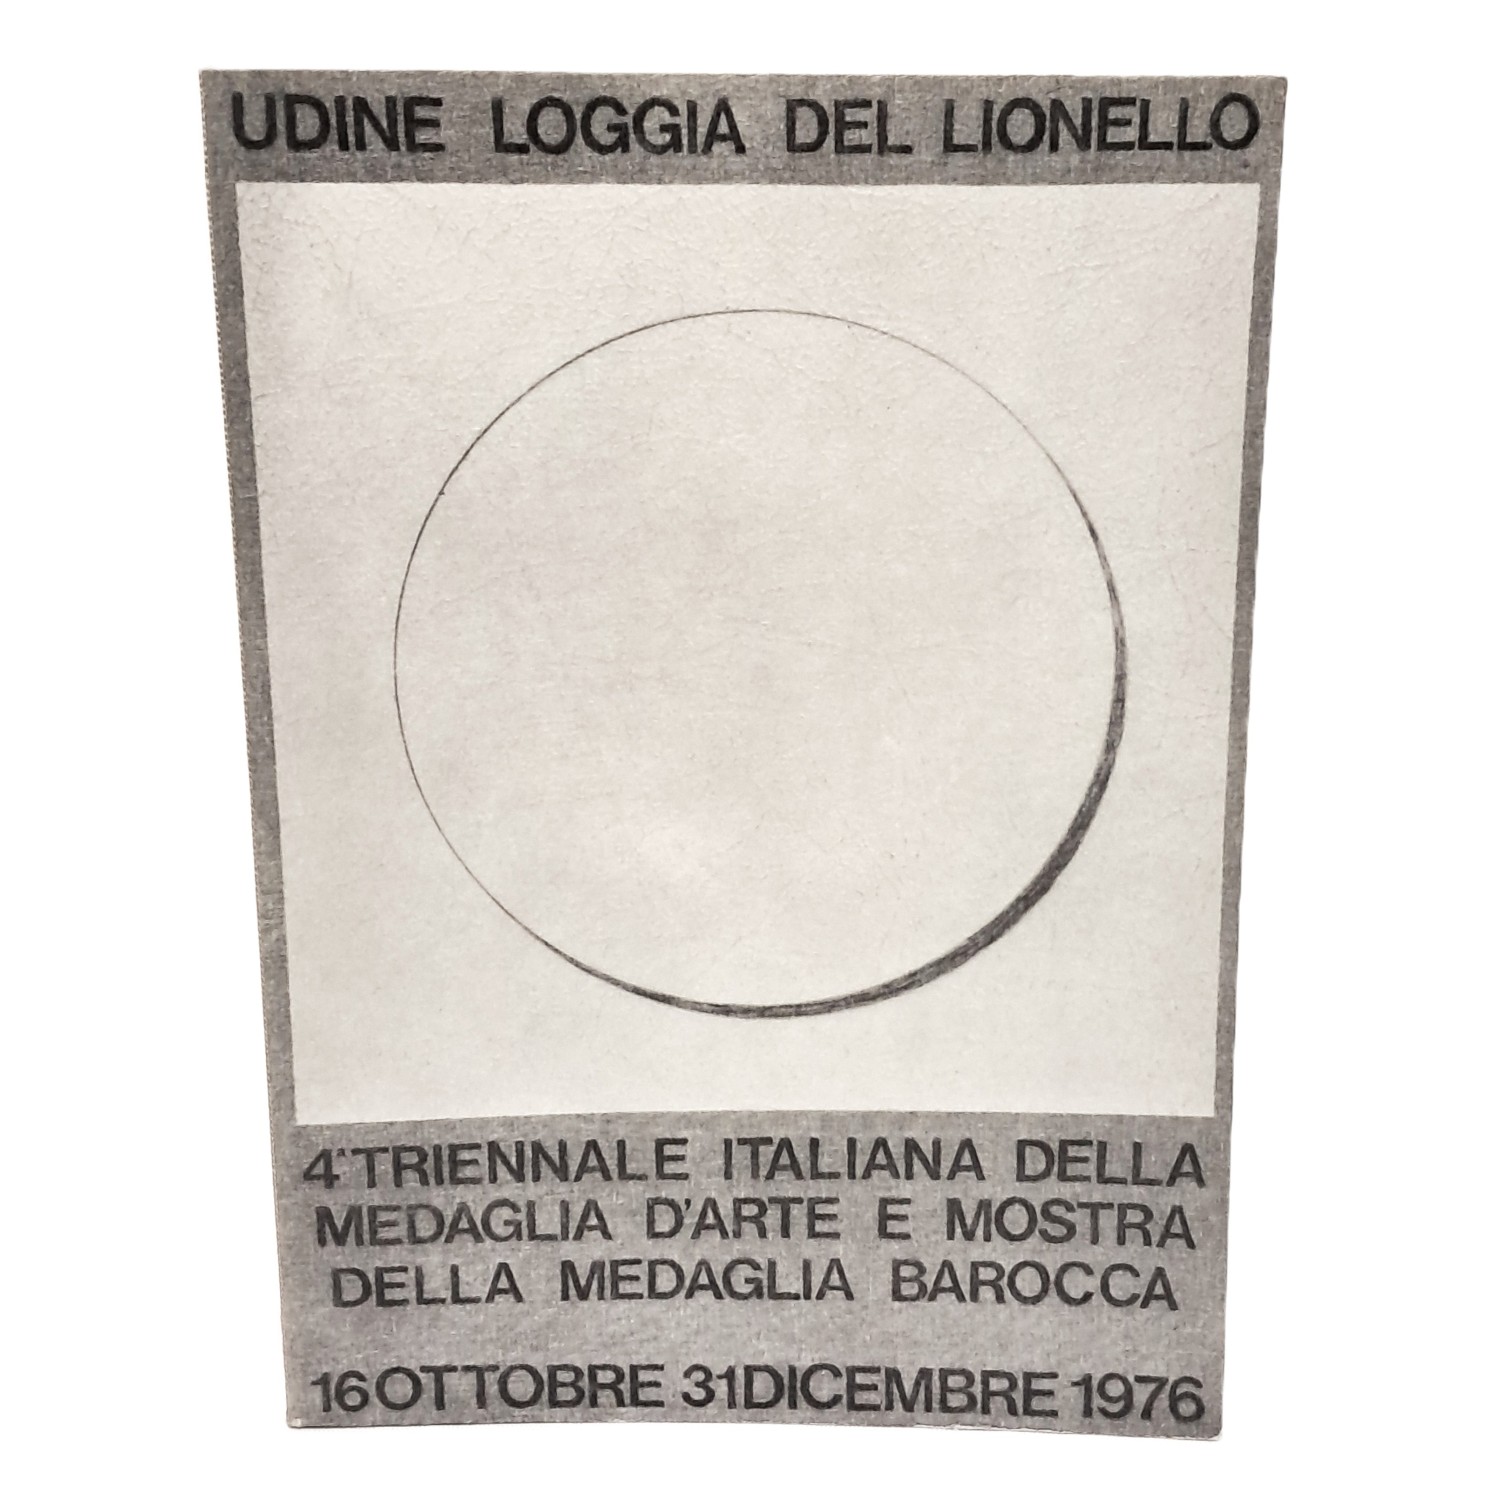 UDINE LOGGIA DEL LIONELLO
4ª TRIENNALE ITALIANA DELLA
MEDAGLIA D'ARTE E MOSTRA
DELLA MEDAGLIA BAROCCA
16 OTTOBRE 31 DICEMBRE 1976